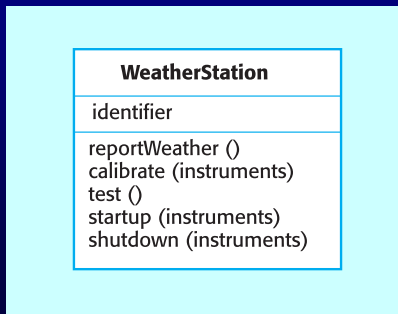 WeatherStation
identifier
reportWeather ()
calibrate (instruments)
test ()
startup (instruments)
shutdown (instruments)